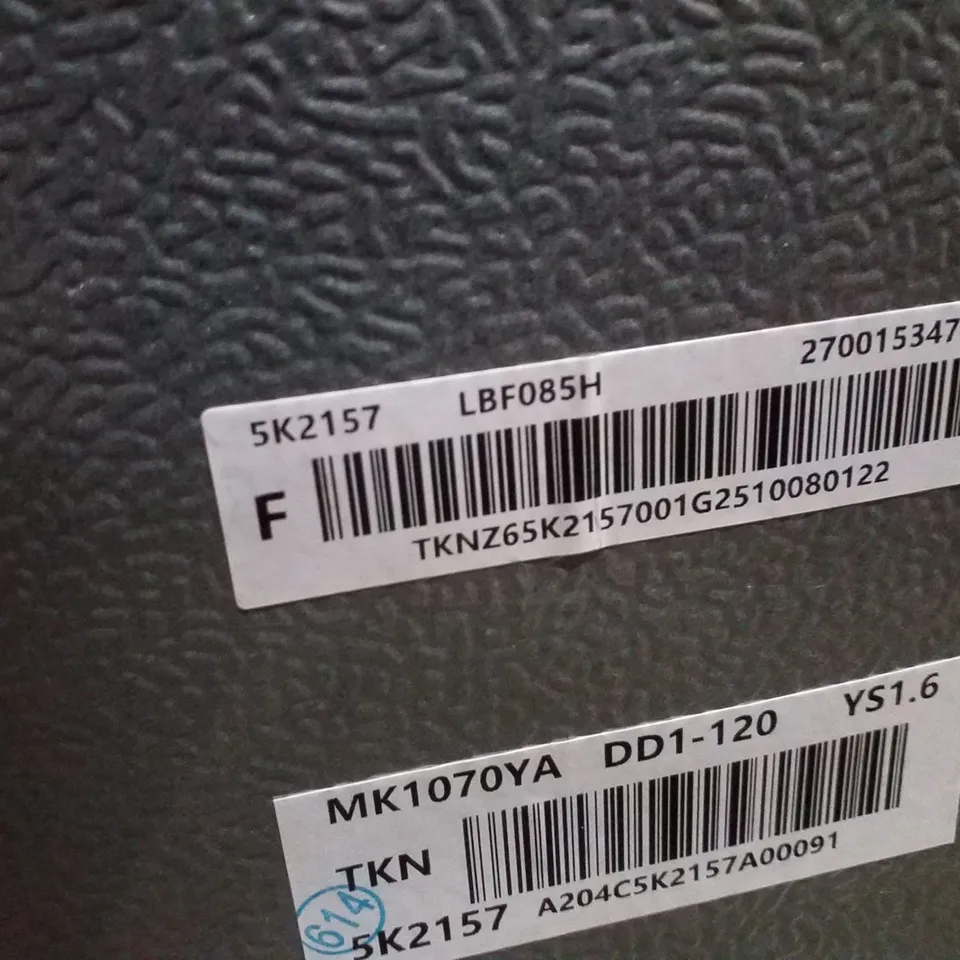 5K2157 LBF085H 270015347
F
TKNZ65K2157001G2510080122
MK1070YA DD1-120 YS1.6
TKN
A204C5K2157A00091
5K2157
614